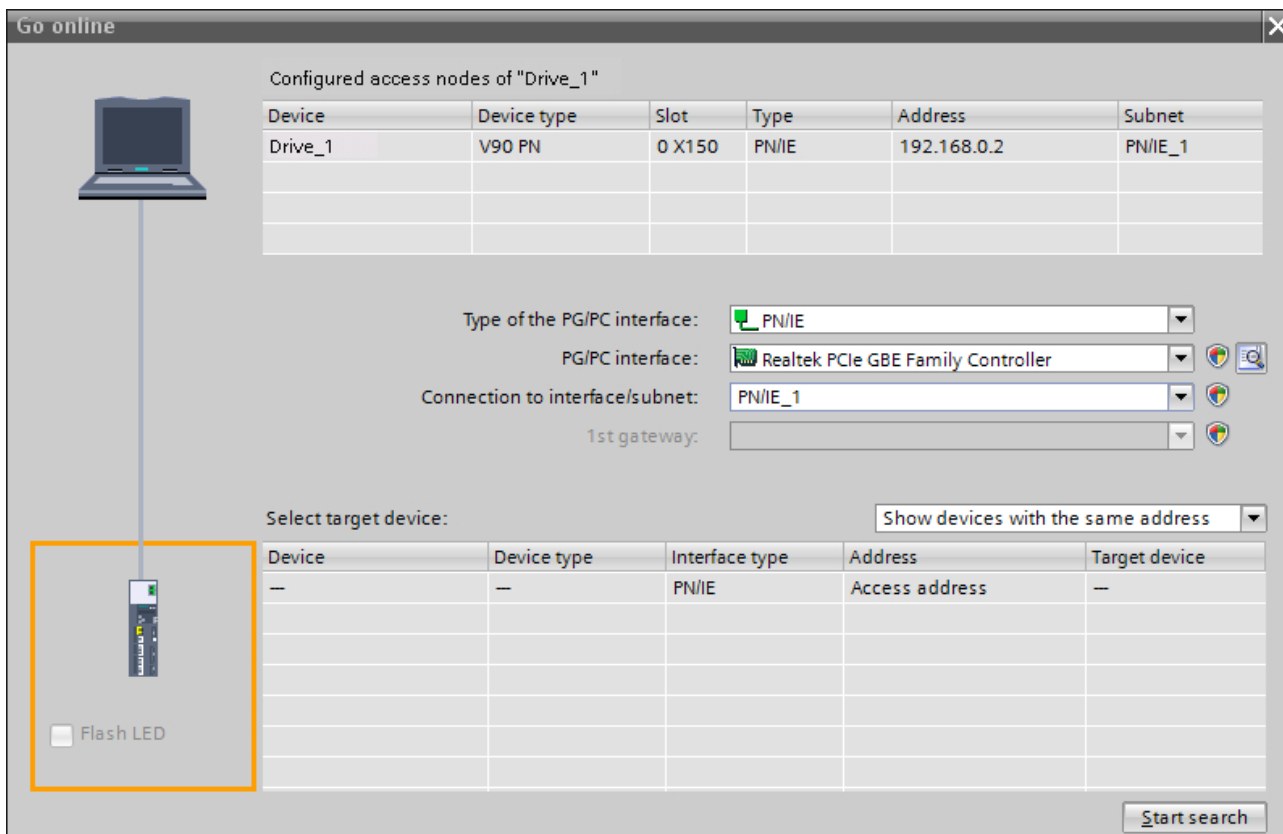 Go online
Configured access nodes of "Drive_1"
Device Device type Slot Type Address Subnet
Drive_1 V90 PN 0 X150 PN/IE 192.168.0.2 PN/IE_1
Type of the PG/PC interface: PN/IE
PG/PC interface: Realtek PCIe GBE Family Controller
Connection to interface/subnet: PN/IE_1
1st gateway:
Select target device: Show devices with the same address
Device Device type Interface type Address Target device
— — PN/IE Access address —
Flash LED
Start search